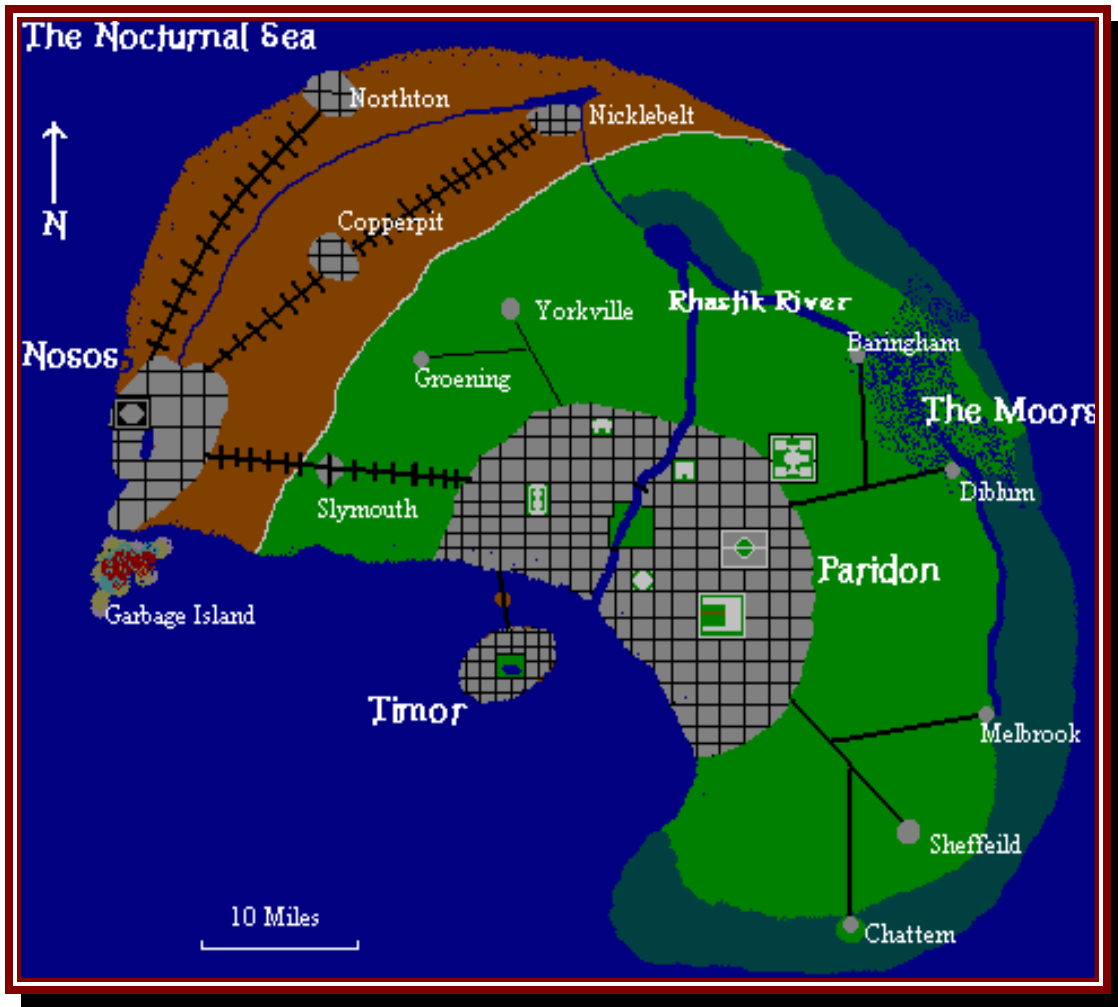 The Nocturnal Sea
Northton
Nicklebelt
N
Copperpit
Rhastik River
Yorkville
Baringham
Nosos
Groening
The Moors
Diblum
Slymouth
Paridon
Garbage Island
Timor
Melbrook
Sheffeild
10 Miles
Chattem